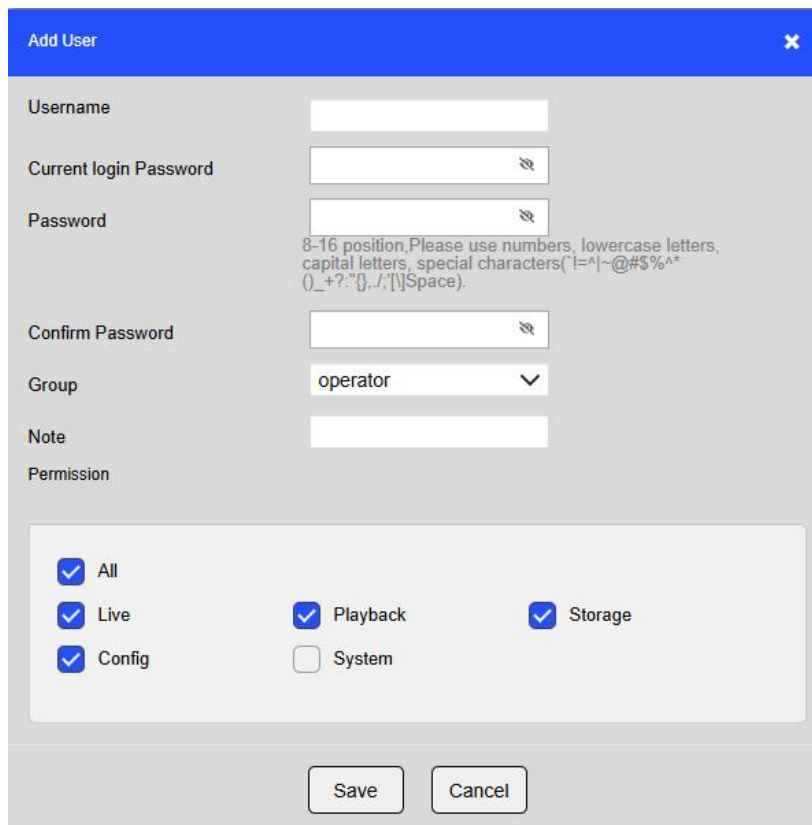 Add User
Username
Current login Password
Password
8-16 position,Please use numbers, lowercase letters,
capital letters, special characters(`!=^|~@#$%^*
()_+?:"{},./;'[\]Space).
Confirm Password
Group operator
Note
Permission
All
Live Playback Storage
Config System
Save Cancel